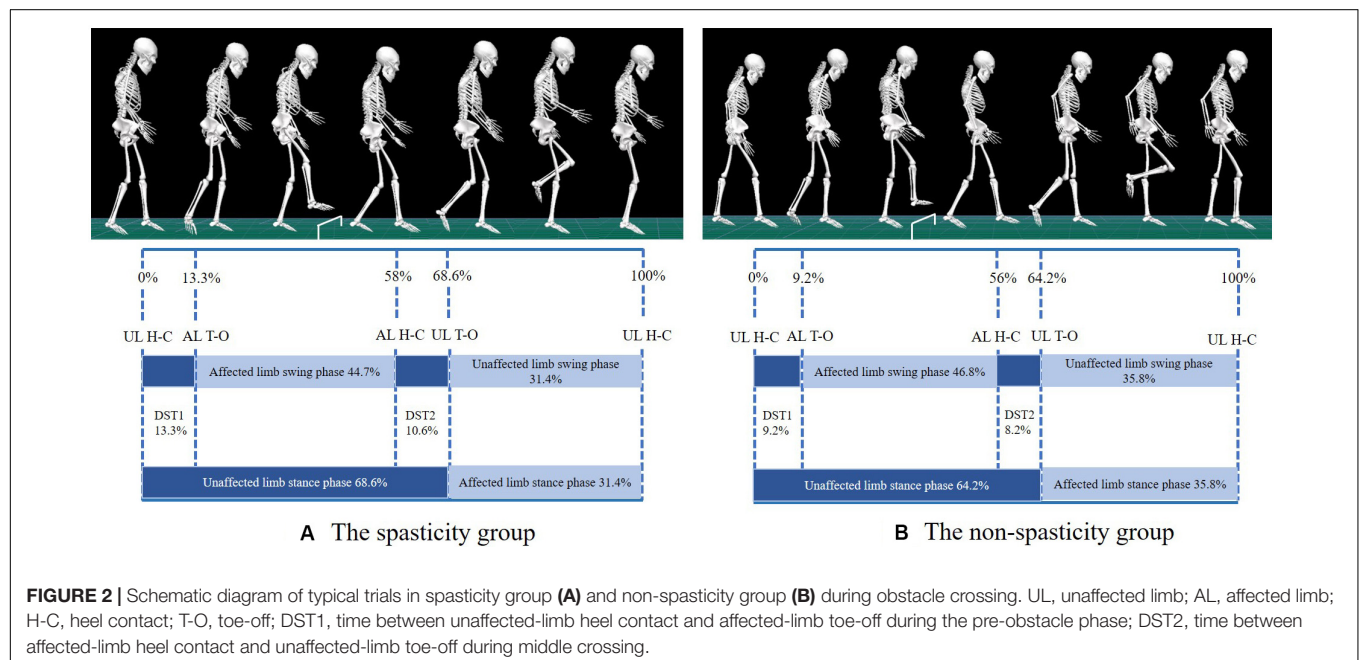 0%
13.3%
58%
68.6%
100%
UL H-C
AL T-O
AL H-C
UL T-O
UL H-C
Affected limb swing phase 44.7%
Unaffected limb swing phase
31.4%
DST1
13.3%
DST2
10.6%
Unaffected limb stance phase 68.6%
Affected limb stance phase 31.4%
A The spasticity group
0%
9.2%
56%
64.2%
100%
UL H-C
AL T-O
AL H-C
UL T-O
UL H-C
Affected limb swing phase 46.8%
Unaffected limb swing phase
35.8%
DST1
9.2%
DST2
8.2%
Unaffected limb stance phase 64.2%
Affected limb stance phase 35.8%
B The non-spasticity group
FIGURE 2 | Schematic diagram of typical trials in spasticity group (A) and non-spasticity group (B) during obstacle crossing. UL, unaffected limb; AL, affected limb;
H-C, heel contact; T-O, toe-off; DST1, time between unaffected-limb heel contact and affected-limb toe-off during the pre-obstacle phase; DST2, time between
affected-limb heel contact and unaffected-limb toe-off during middle crossing.